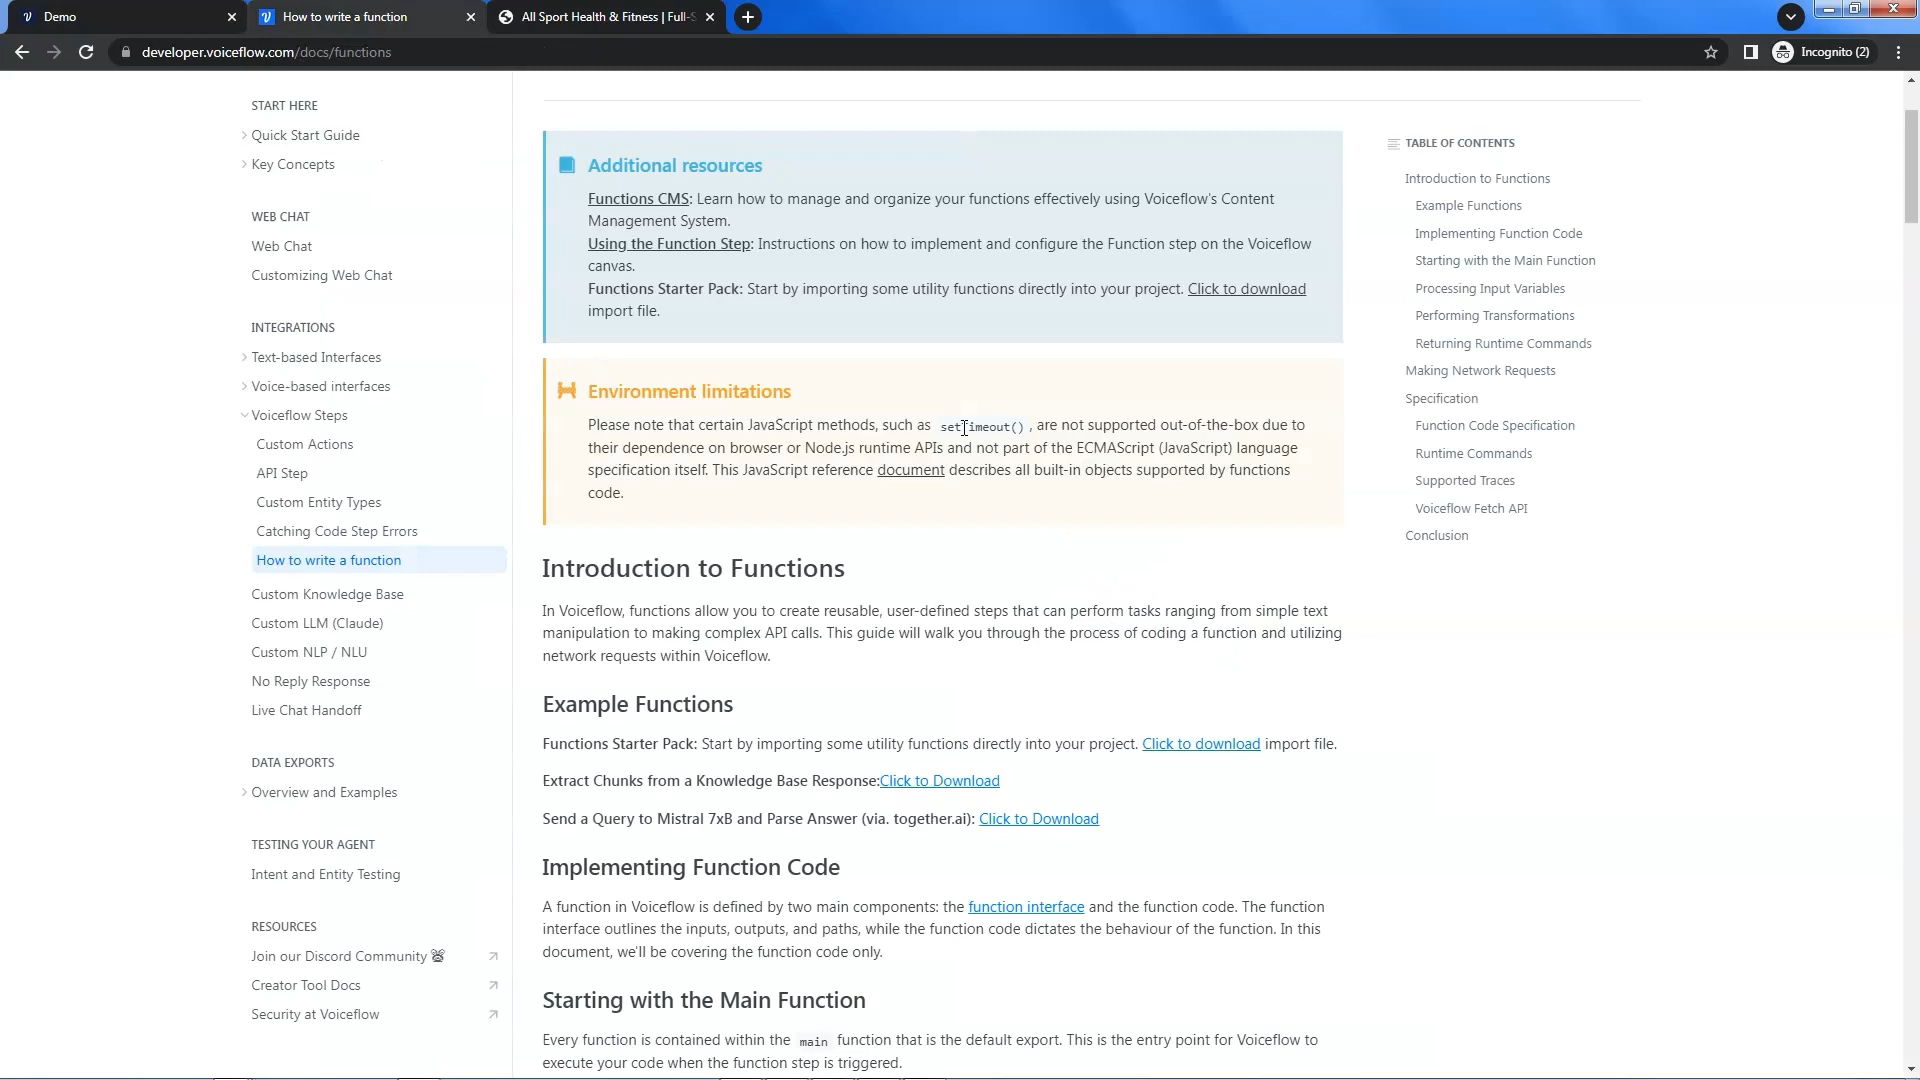 Demo
How to write a function
All Sport Health & Fitness | Full-S
developer.voiceflow.com/docs/functions
Incognito (2)
START HERE
Quick Start Guide
Key Concepts
WEB CHAT
Web Chat
Customizing Web Chat
INTEGRATIONS
Text-based Interfaces
Voice-based interfaces
Voiceflow Steps
Custom Actions
API Step
Custom Entity Types
Catching Code Step Errors
How to write a function
Custom Knowledge Base
Custom LLM (Claude)
Custom NLP / NLU
No Reply Response
Live Chat Handoff
DATA EXPORTS
Overview and Examples
TESTING YOUR AGENT
Intent and Entity Testing
RESOURCES
Join our Discord Community
Creator Tool Docs
Security at Voiceflow
Additional resources
Functions CMS: Learn how to manage and organize your functions effectively using Voiceflow's Content
Management System.
Using the Function Step: Instructions on how to implement and configure the Function step on the Voiceflow
canvas.
Functions Starter Pack: Start by importing some utility functions directly into your project. Click to download
import file.
Environment limitations
Please note that certain JavaScript methods, such as setTimeout(), are not supported out-of-the-box due to
their dependence on browser or Node.js runtime APIs and not part of the ECMAScript (JavaScript) language
specification itself. This JavaScript reference document describes all built-in objects supported by functions
code.
Introduction to Functions
In Voiceflow, functions allow you to create reusable, user-defined steps that can perform tasks ranging from simple text
manipulation to making complex API calls. This guide will walk you through the process of coding a function and utilizing
network requests within Voiceflow.
Example Functions
Functions Starter Pack: Start by importing some utility functions directly into your project. Click to download import file.
Extract Chunks from a Knowledge Base Response:Click to Download
Send a Query to Mistral 7xB and Parse Answer (via. together.ai): Click to Download
Implementing Function Code
A function in Voiceflow is defined by two main components: the function interface and the function code. The function
interface outlines the inputs, outputs, and paths, while the function code dictates the behaviour of the function. In this
document, we'll be covering the function code only.
Starting with the Main Function
Every function is contained within the main function that is the default export. This is the entry point for Voiceflow to
execute your code when the function step is triggered.
TABLE OF CONTENTS
Introduction to Functions
Example Functions
Implementing Function Code
Starting with the Main Function
Processing Input Variables
Performing Transformations
Returning Runtime Commands
Making Network Requests
Specification
Function Code Specification
Runtime Commands
Supported Traces
Voiceflow Fetch API
Conclusion